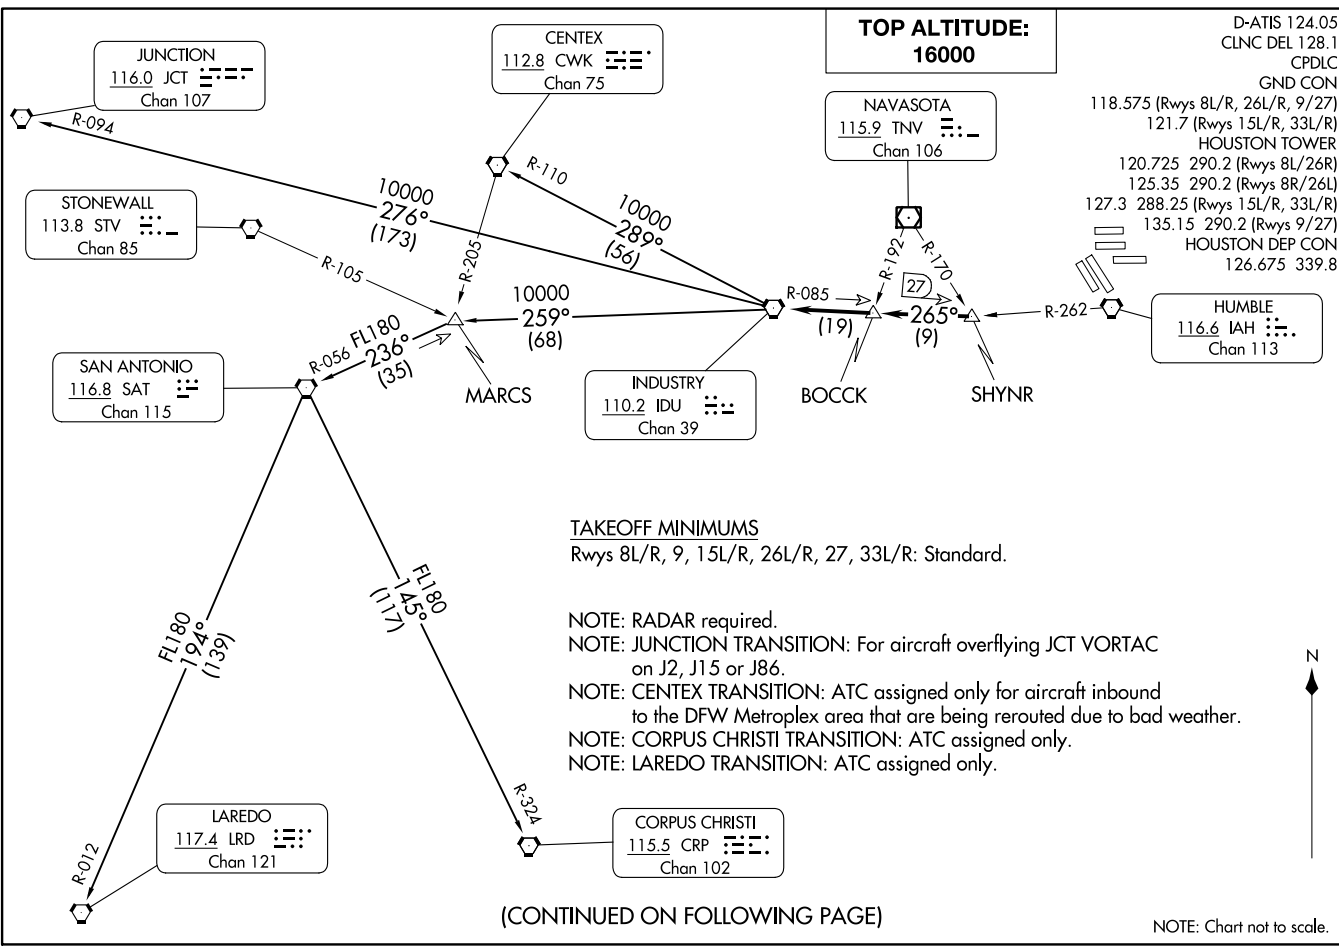 TOP ALTITUDE:
16000
D-ATIS 124.05
CLNC DEL 128.1
CPDLC
GND CON
118.575 (Rwys 8L/R, 26L/R, 9/27)
121.7 (Rwys 15L/R, 33L/R)
HOUSTON TOWER
120.725 290.2 (Rwys 8L/26R)
125.35 290.2 (Rwys 8R/26L)
127.3 288.25 (Rwys 15L/R, 33L/R)
135.15 290.2 (Rwys 9/27)
HOUSTON DEP CON
126.675 339.8
JUNCTION
116.0 JCT
Chan 107
CENTEX
112.8 CWK
Chan 75
NAVASOTA
115.9 TNV
Chan 106
R-094
R-110
STONEWALL
113.8 STV
Chan 85
10000
276°
(173)
10000
289°
(56)
R-105
R-205
R-192
R-170
27
10000
259°
(68)
R-085
(19)
265°
(9)
R-262
HUMBLE
116.6 IAH
Chan 113
R-056
FL180
236°
(35)
SAN ANTONIO
116.8 SAT
Chan 115
MARCS
INDUSTRY
110.2 IDU
Chan 39
BOCCK
SHYNR
TAKEOFF MINIMUMS
Rwys 8L/R, 9, 15L/R, 26L/R, 27, 33L/R: Standard.
FL180
194°
(139)
FL180
145°
(117)
NOTE: RADAR required.
NOTE: JUNCTION TRANSITION: For aircraft overflying JCT VORTAC
on J2, J15 or J86.
NOTE: CENTEX TRANSITION: ATC assigned only for aircraft inbound
to the DFW Metroplex area that are being rerouted due to bad weather.
NOTE: CORPUS CHRISTI TRANSITION: ATC assigned only.
NOTE: LAREDO TRANSITION: ATC assigned only.
N
R-324
R-012
LAREDO
117.4 LRD
Chan 121
CORPUS CHRISTI
115.5 CRP
Chan 102
(CONTINUED ON FOLLOWING PAGE)
NOTE: Chart not to scale.